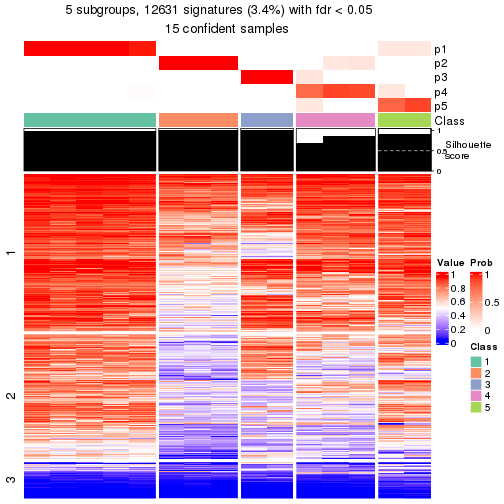 5 subgroups, 12631 signatures (3.4%) with fdr < 0.05
15 confident samples
p1
p2
p3
p4
p5
Class
1
0.5
0
Silhouette
score
1
2
3
Value
1
0.8
0.6
0.4
0.2
0
Prob
1
0.5
0
Class
1
2
3
4
5